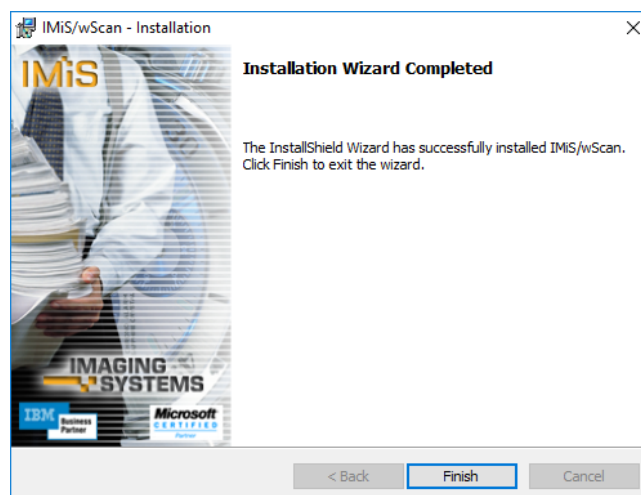 IMiS/wScan - Installation
IMiS
Installation Wizard Completed
The InstallShield Wizard has successfully installed IMiS/wScan.
Click Finish to exit the wizard.
IMAGING
SYSTEMS
IBM Business
Partner
Microsoft
CERTIFIED
Partner
< Back
Finish
Cancel